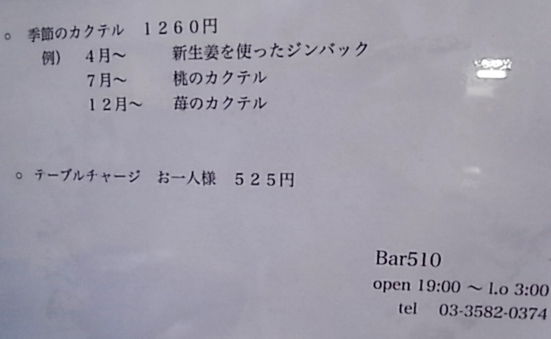 ○ 季節のカクテル １２６０円
例） ４月～ 新生姜を使ったジンバック
７月～ 桃のカクテル
１２月～ 苺のカクテル
○ テーブルチャージ お一人様 ５２５円
Bar510
open 19:00 ～ l.o 3:00
tel 03-3582-0374